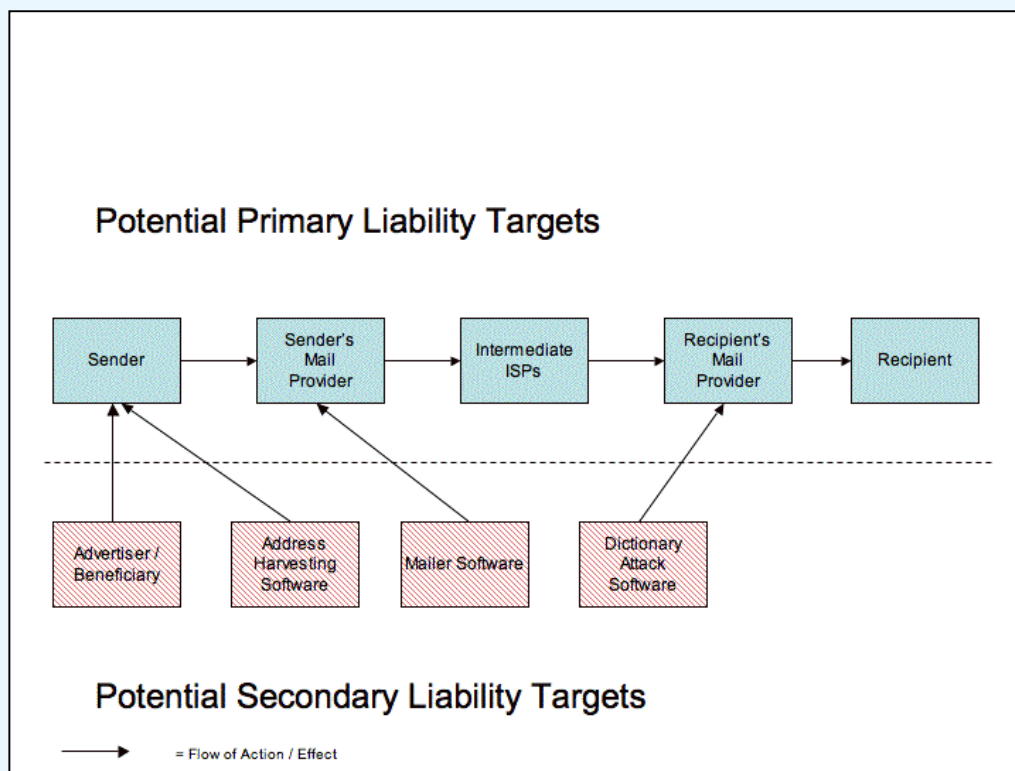 Potential Primary Liability Targets
Sender
Sender's
Mail
Provider
Intermediate
ISPs
Recipient's
Mail
Provider
Recipient
Advertiser /
Beneficiary
Address
Harvesting
Software
Mailer Software
Dictionary
Attack
Software
Potential Secondary Liability Targets
= Flow of Action / Effect